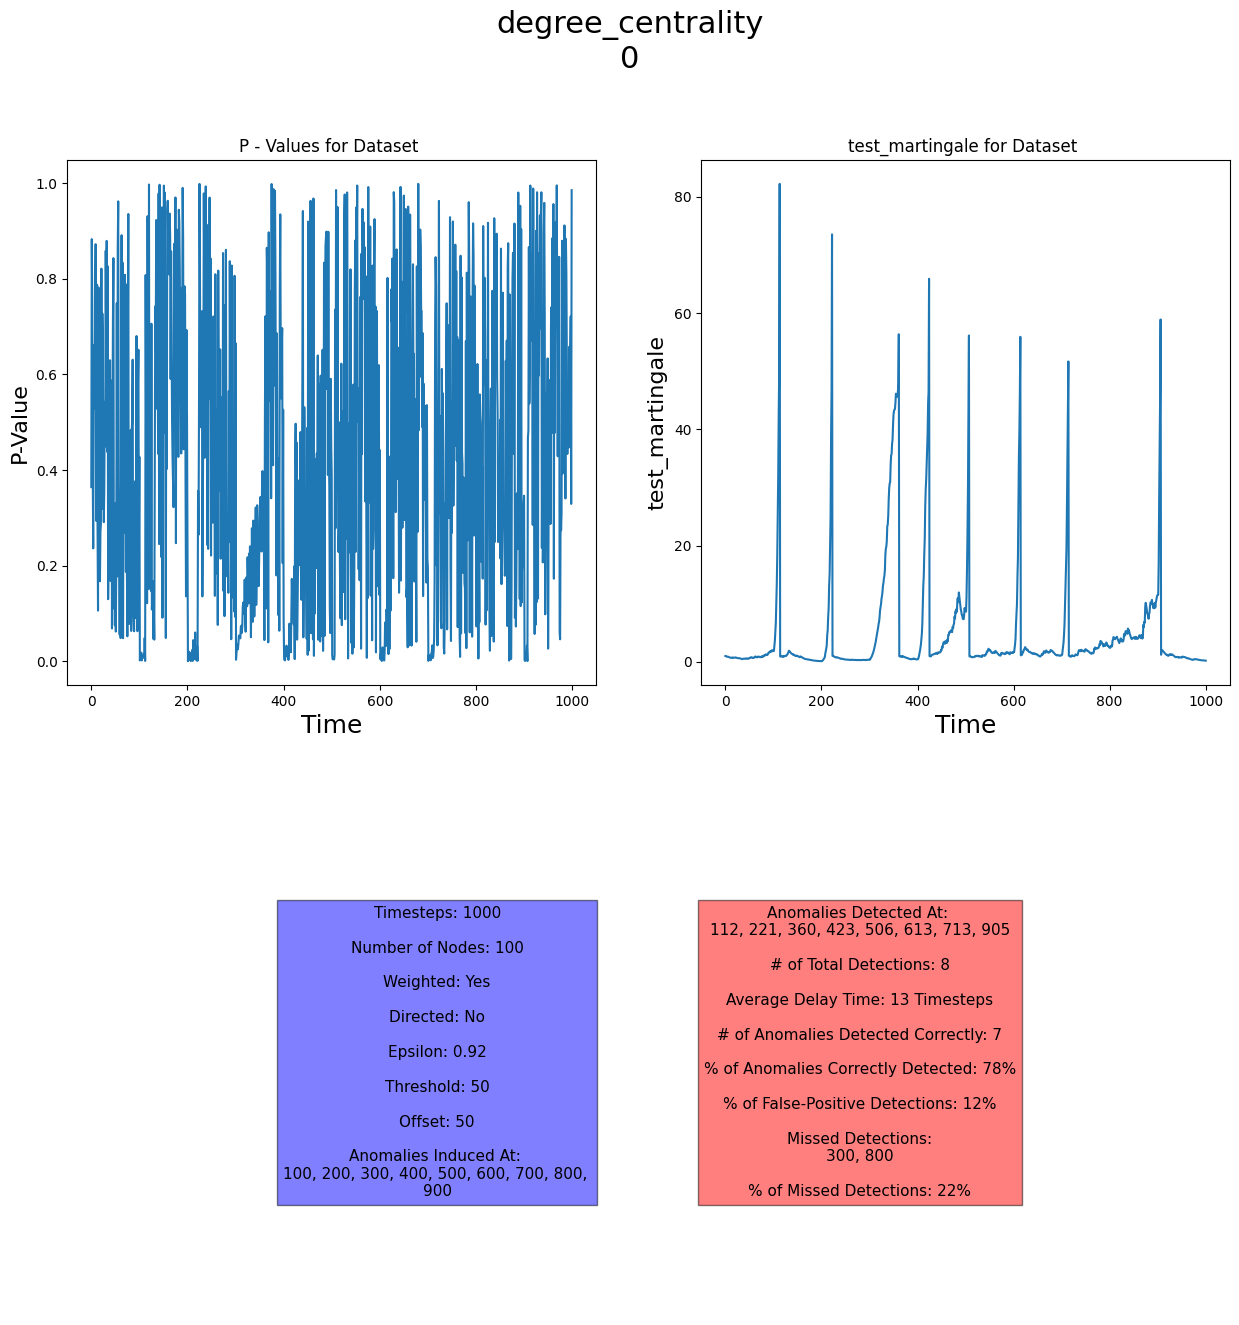 degree_centrality
0
P - Values for Dataset
1.0
0.8
0.6
0.4
0.2
0.0
P-Value
0
200
400
600
800
1000
Time
test_martingale for Dataset
80
60
40
20
0
test_martingale
0
200
400
600
800
1000
Time
Timesteps: 1000
Number of Nodes: 100
Weighted: Yes
Directed: No
Epsilon: 0.92
Threshold: 50
Offset: 50
Anomalies Induced At:
100, 200, 300, 400, 500, 600, 700, 800,
900
Anomalies Detected At:
112, 221, 360, 423, 506, 613, 713, 905
# of Total Detections: 8
Average Delay Time: 13 Timesteps
# of Anomalies Detected Correctly: 7
% of Anomalies Correctly Detected: 78%
% of False-Positive Detections: 12%
Missed Detections:
300, 800
% of Missed Detections: 22%